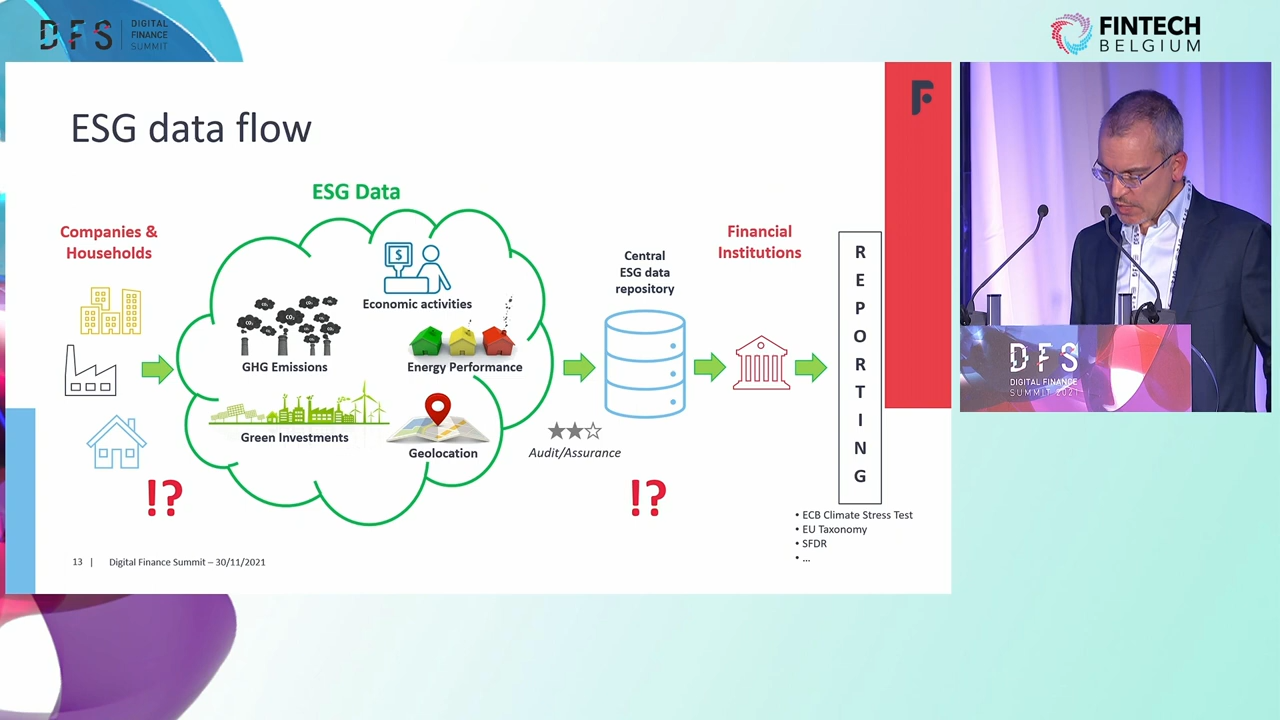 DFS
DIGITAL
FINANCE
SUMMIT
FINTECH
BELGIUM
ESG data flow
ESG Data
Companies &
Households
Economic activities
CO₂
GHG Emissions
Energy Performance
Green Investments
Geolocation
Central
ESG data
repository
Audit/Assurance
Financial
Institutions
REPORTING
!?
!?
• ECB Climate Stress Test
• EU Taxonomy
• SFDR
• ...
13 | Digital Finance Summit – 30/11/2021
DFS
DIGITAL FINANCE
SUMMIT 2021